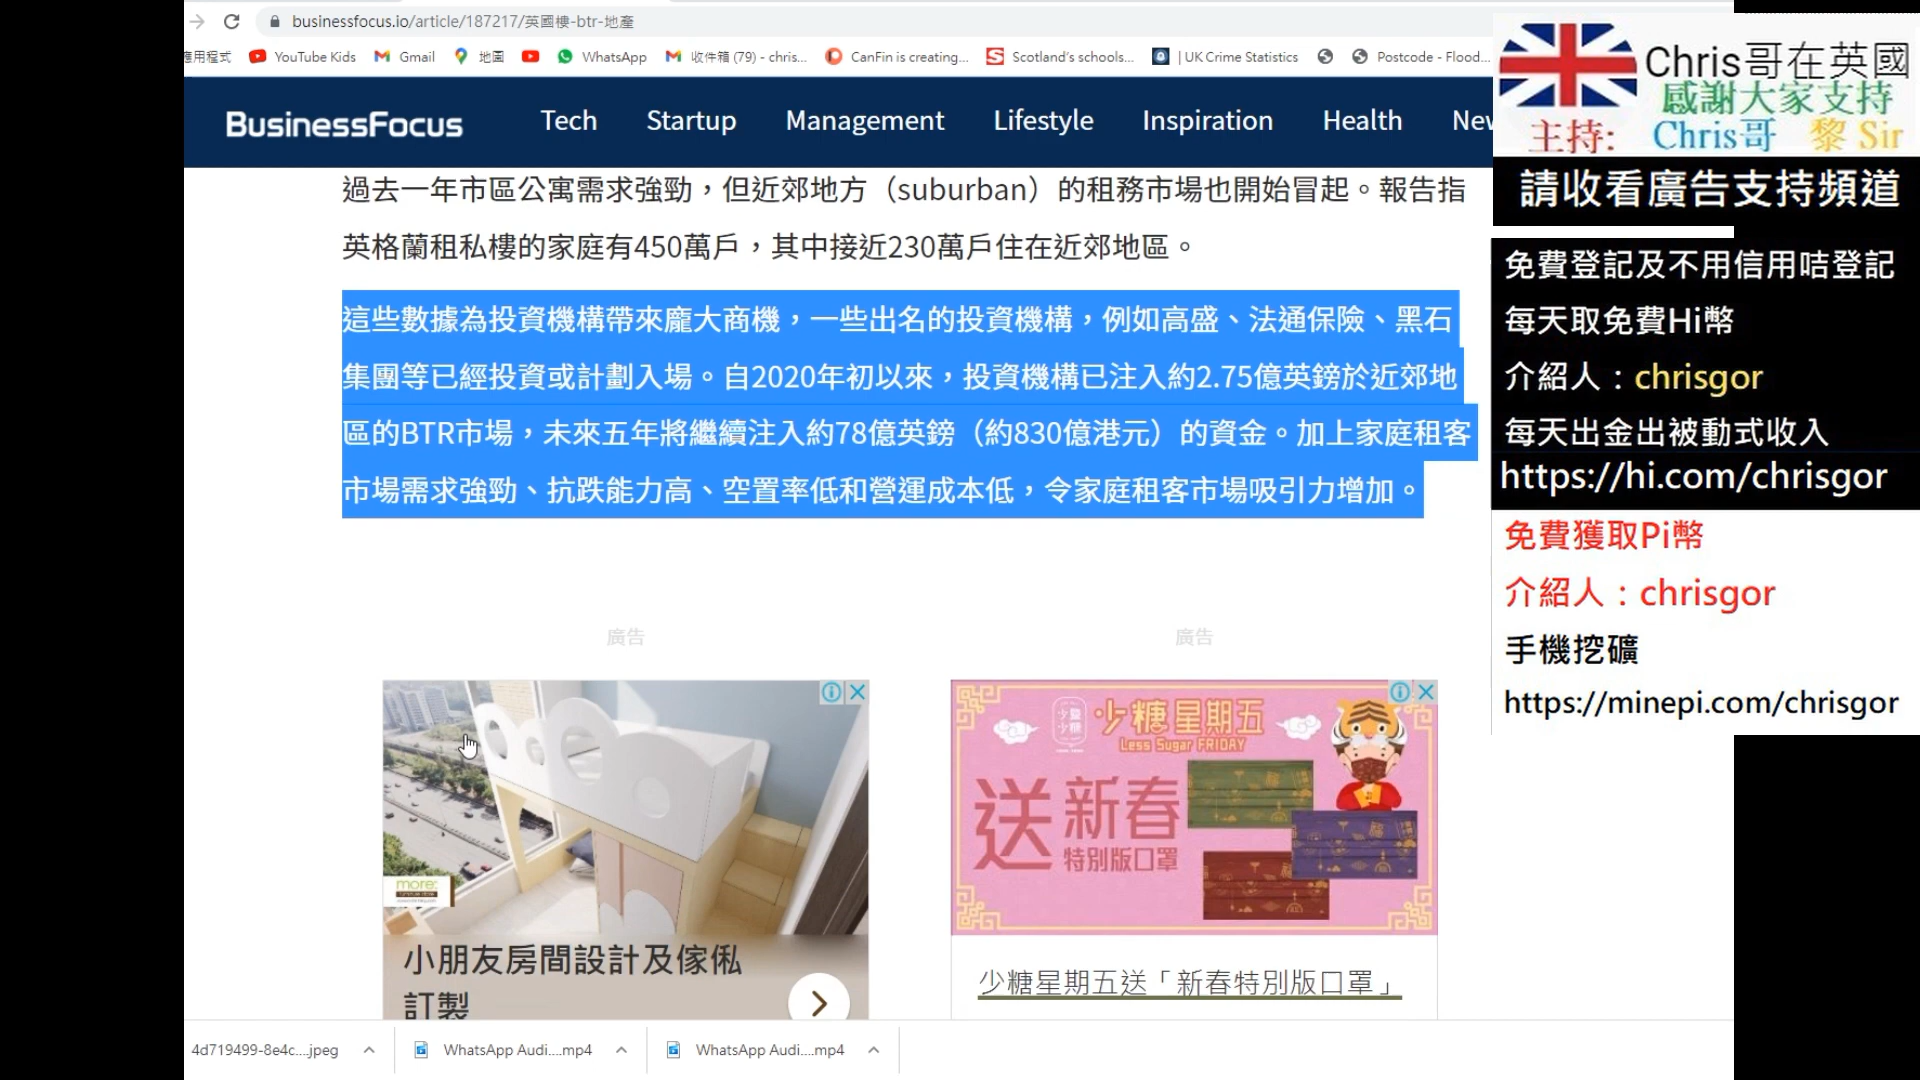 businessfocus.io/article/187217/英國樓-btr-地產
應用程式 YouTube Kids Gmail 地圖 WhatsApp 收件箱 (79) - chris... CanFin is creating... Scotland's schools... | UK Crime Statistics Postcode - Flood...
BusinessFocus Tech Startup Management Lifestyle Inspiration Health New
過去一年市區公寓需求強勁，但近郊地方（suburban）的租務市場也開始冒起。報告指
英格蘭租私樓的家庭有450萬戶，其中接近230萬戶住在近郊地區。
這些數據為投資機構帶來龐大商機，一些出名的投資機構，例如高盛、法通保險、黑石
集團等已經投資或計劃入場。自2020年初以來，投資機構已注入約2.75億英鎊於近郊地
區的BTR市場，未來五年將繼續注入約78億英鎊（約830億港元）的資金。加上家庭租客
市場需求強勁、抗跌能力高、空置率低和營運成本低，令家庭租客市場吸引力增加。
廣告
廣告
more:
小朋友房間設計及傢俬
訂製
少鹽少糖
少糖星期五
Less Sugar FRIDAY
送新春
特別版口罩
少糖星期五送「新春特別版口罩」
4d719499-8e4c....jpeg WhatsApp Audi....mp4 WhatsApp Audi....mp4
Chris哥在英國
感謝大家支持
主持: Chris哥 黎 Sir
請收看廣告支持頻道
免費登記及不用信用咭登記
每天取免費Hi幣
介紹人：chrisgor
每天出金出被動式收入
https://hi.com/chrisgor
免費獲取Pi幣
介紹人：chrisgor
手機挖礦
https://minepi.com/chrisgor